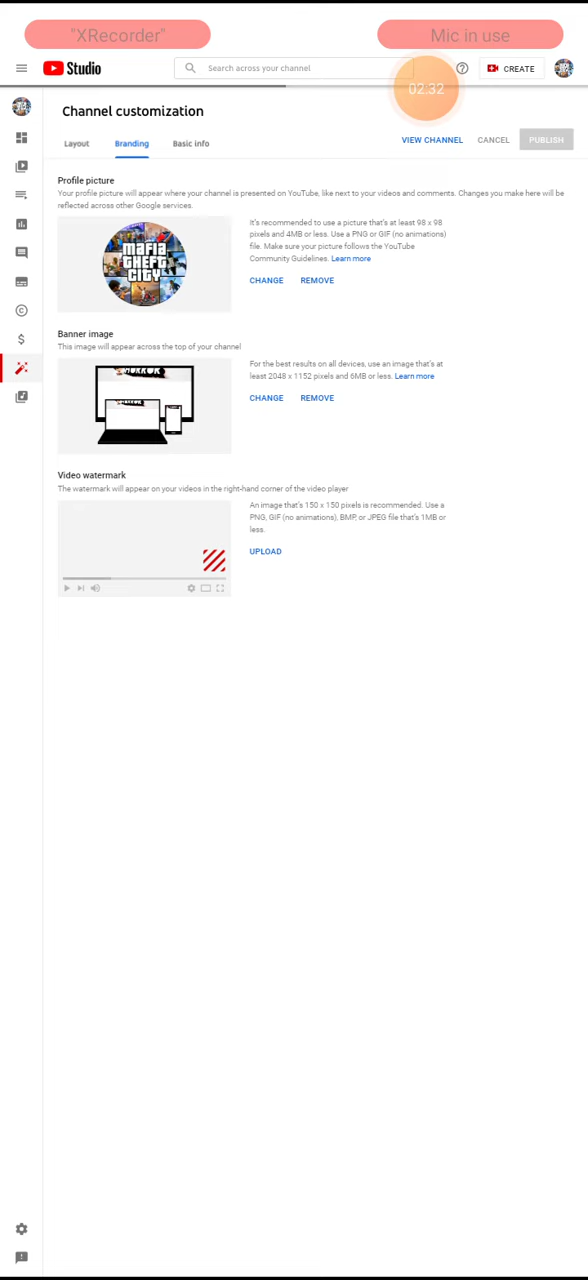 "XRecorder"
Mic in use
Studio
Search across your channel
CREATE
02:32
Channel customization
Layout
Branding
Basic info
VIEW CHANNEL
CANCEL
PUBLISH
Profile picture
Your profile picture will appear where your channel is presented on YouTube, like next to your videos and comments. Changes you make here will be
reflected across other Google services.
MAFIA
THEFT
CITY
It's recommended to use a picture that's at least 98 x 98
pixels and 4MB or less. Use a PNG or GIF (no animations)
file. Make sure your picture follows the YouTube
Community Guidelines. Learn more
CHANGE
REMOVE
Banner image
This image will appear across the top of your channel
For the best results on all devices, use an image that's at
least 2048 x 1152 pixels and 6MB or less. Learn more
CHANGE
REMOVE
Video watermark
The watermark will appear on your videos in the right-hand corner of the video player
An image that's 150 x 150 pixels is recommended. Use a
PNG, GIF (no animations), BMP, or JPEG file that's 1MB or
less.
UPLOAD